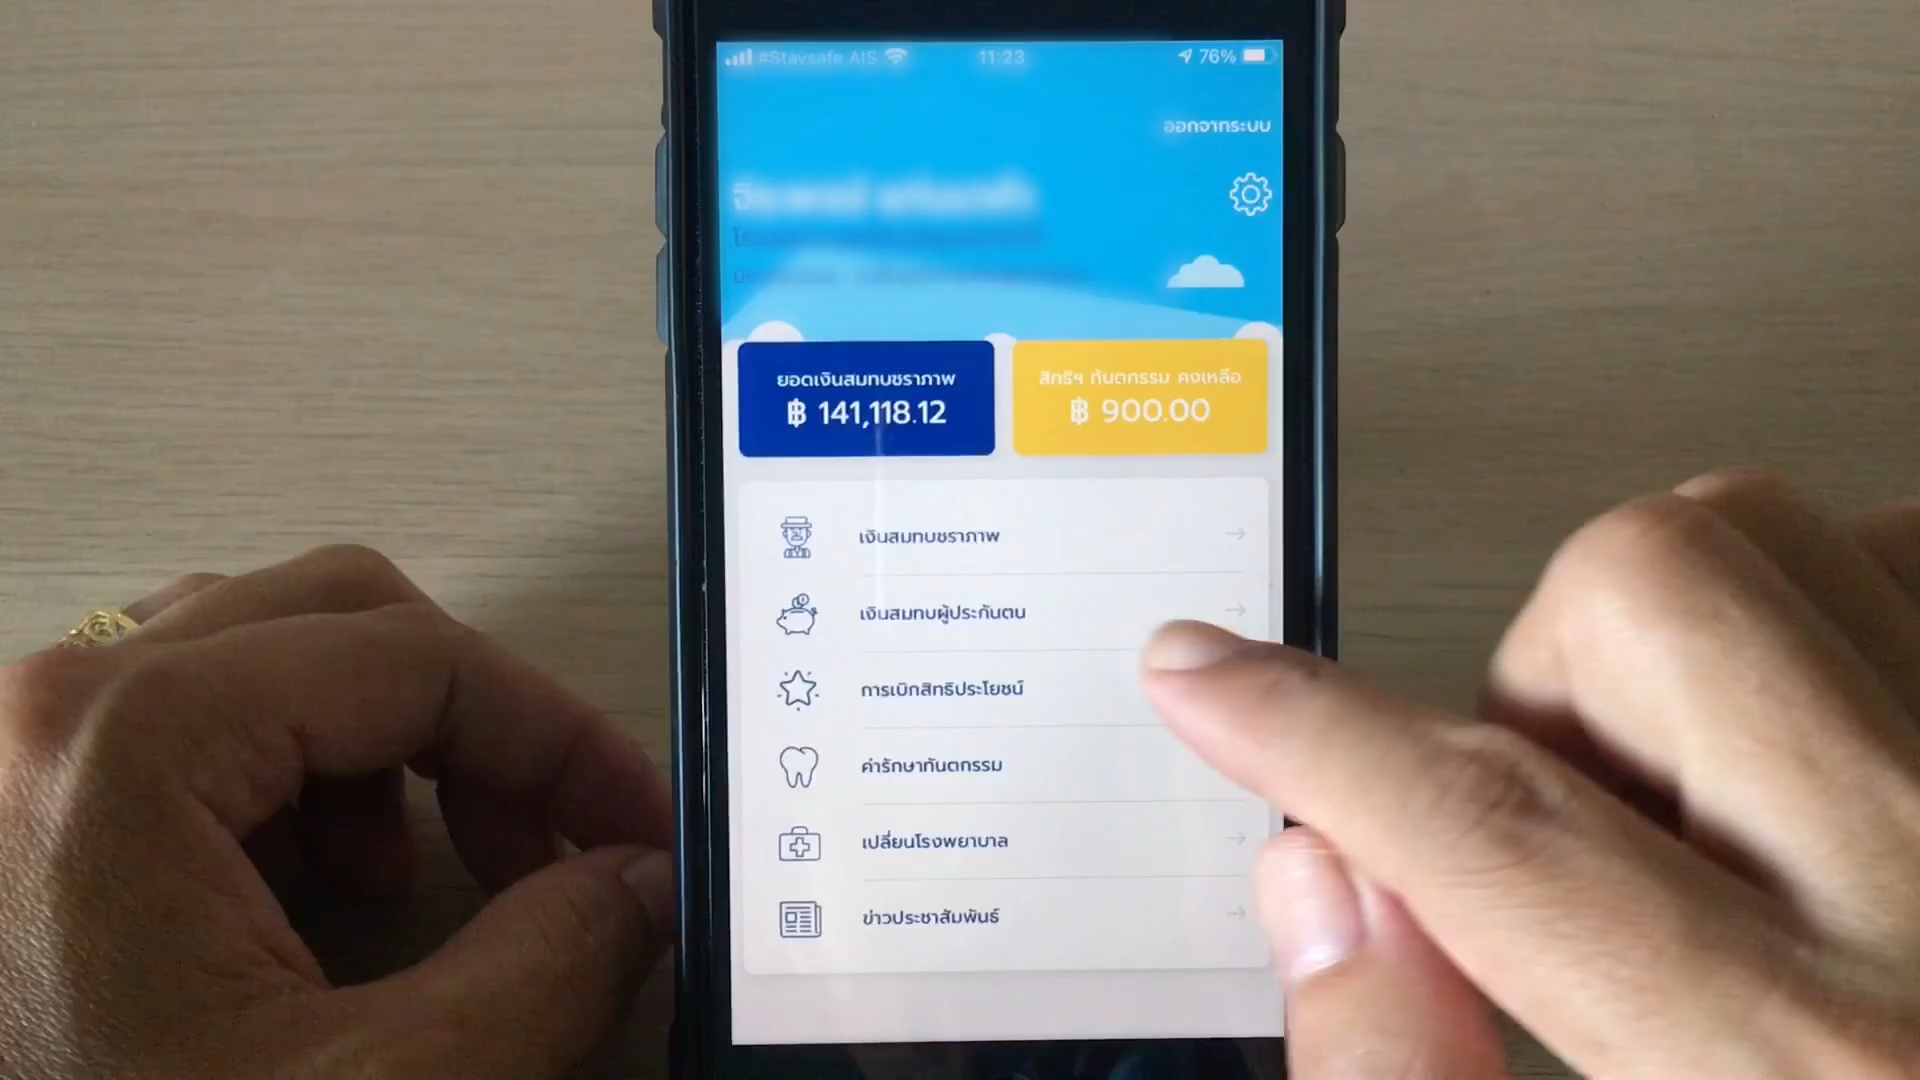 #Staysafe AIS 11:23 76%
ออกจากระบบ
ยอดเงินสมทบชราภาพ
฿ 141,118.12
สิทธิฯ ทันตกรรม คงเหลือ
฿ 900.00
เงินสมทบชราภาพ
เงินสมทบผู้ประกันตน
การเบิกสิทธิประโยชน์
ค่ารักษาทันตกรรม
เปลี่ยนโรงพยาบาล
ข่าวประชาสัมพันธ์